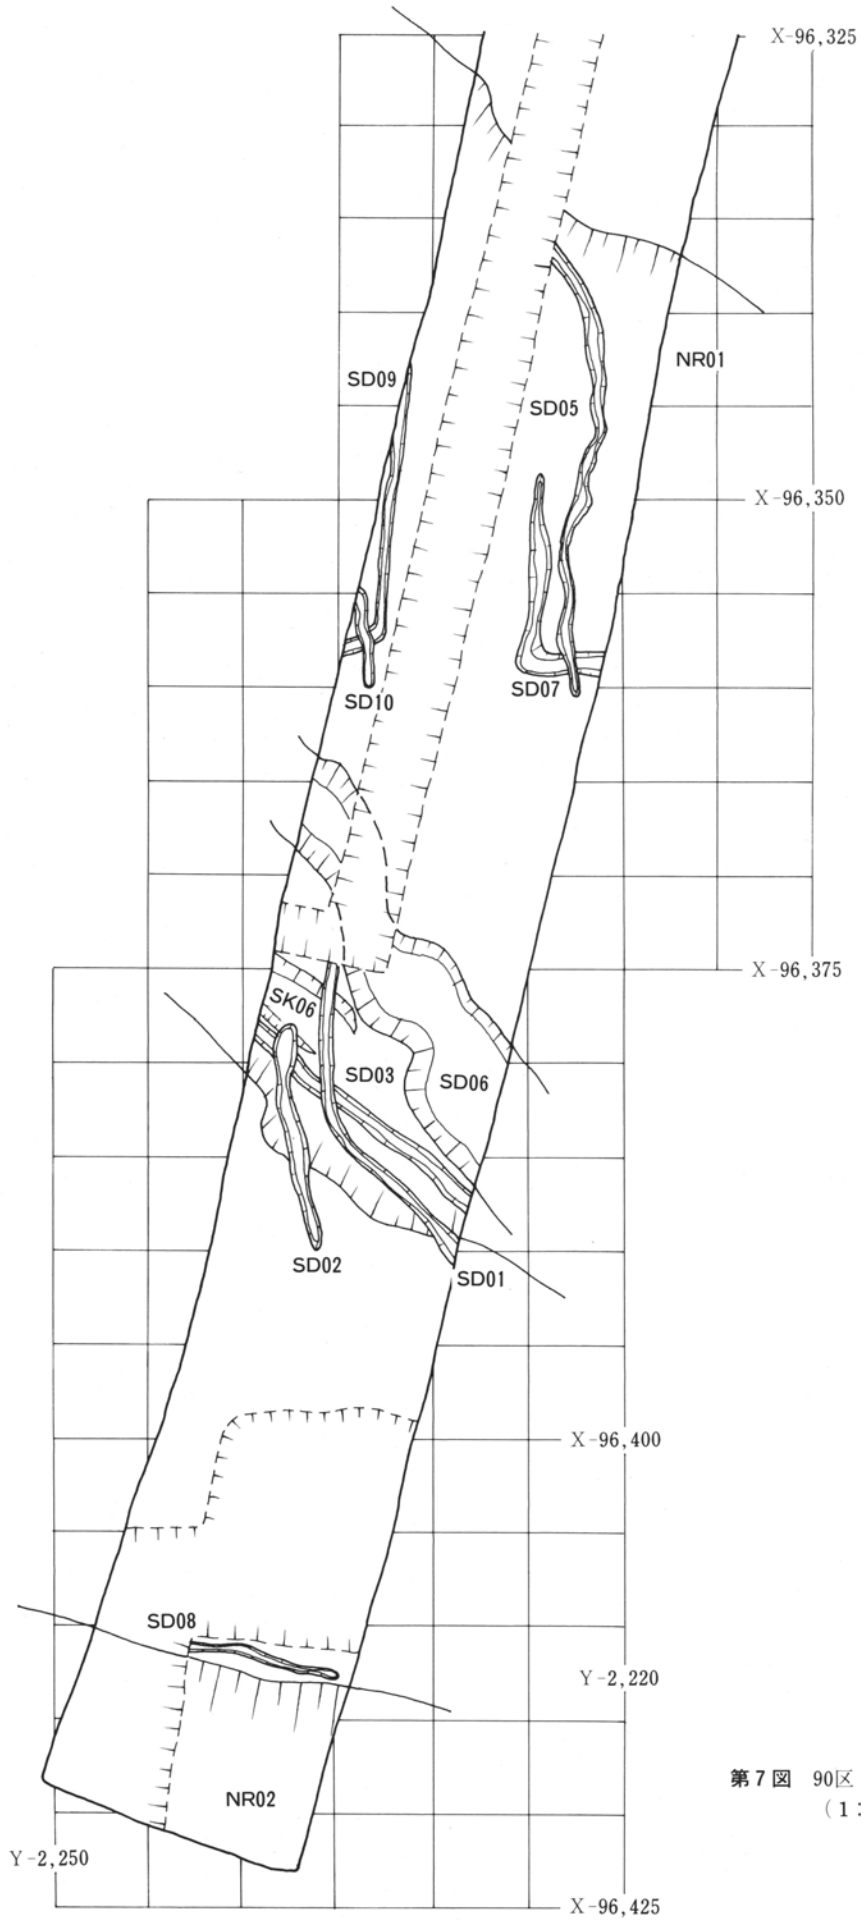 X-96,325
NR01
SD09
SD05
X-96,350
SD07
SD10
X-96,375
SK06
SD03
SD06
SD02
SD01
X-96,400
SD08
Y-2,220
第7図 90区
(1:
NR02
Y-2,250
X-96,425